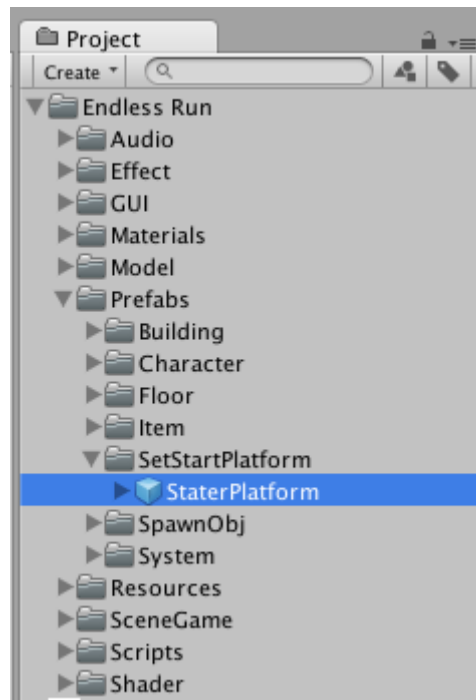 Project
Create
Endless Run
Audio
Effect
GUI
Materials
Model
Prefabs
Building
Character
Floor
Item
SetStartPlatform
StaterPlatform
SpawnObj
System
Resources
SceneGame
Scripts
Shader